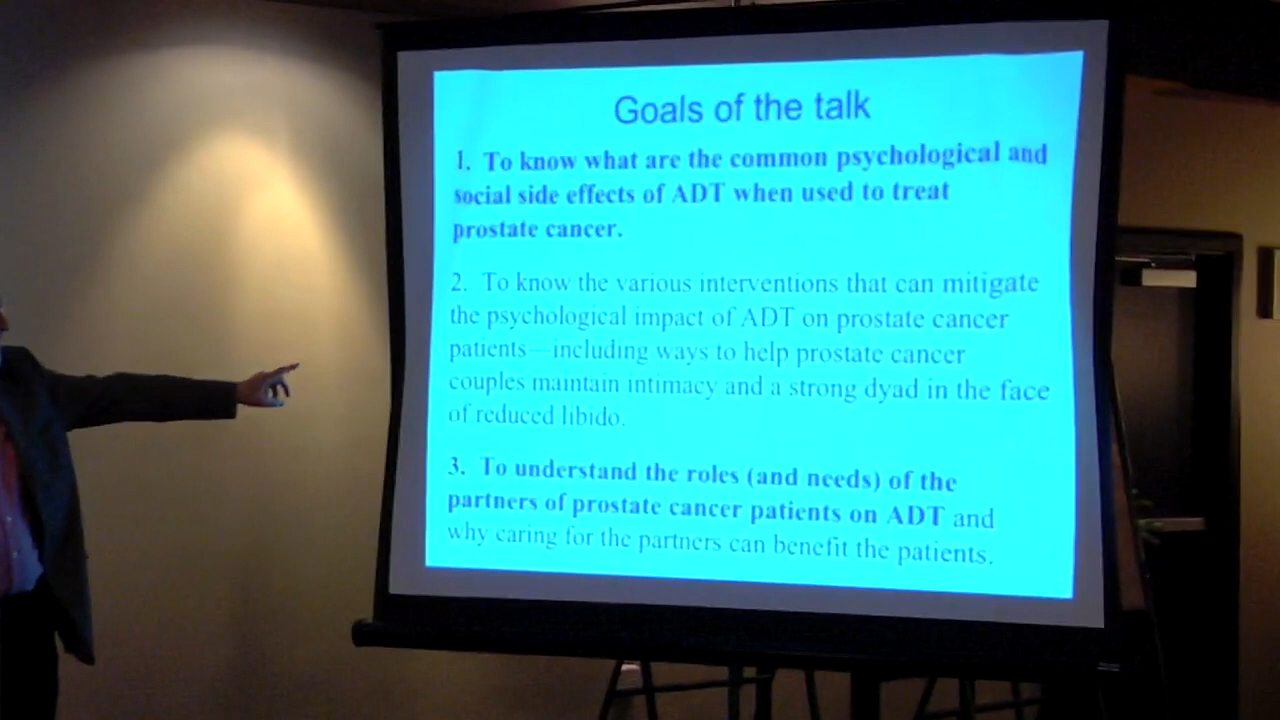 Goals of the talk
1. To know what are the common psychological and
social side effects of ADT when used to treat
prostate cancer.
2. To know the various interventions that can mitigate
the psychological impact of ADT on prostate cancer
patients—including ways to help prostate cancer
couples maintain intimacy and a strong dyad in the face
of reduced libido.
3. To understand the roles (and needs) of the
partners of prostate cancer patients on ADT and
why caring for the partners can benefit the patients.